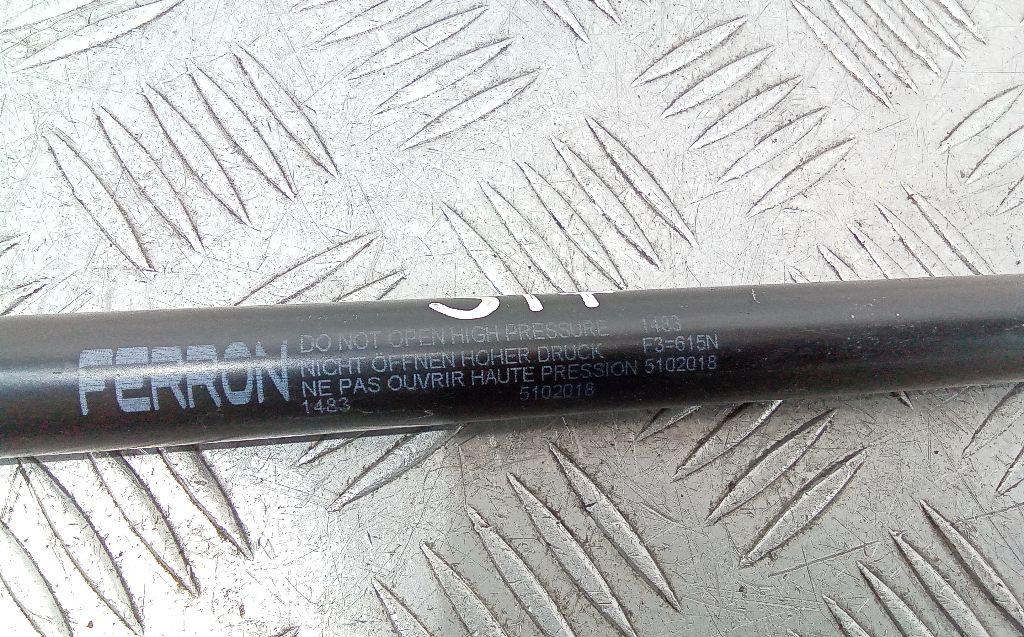 FERRON
DO NOT OPEN HIGH PRESSURE 1483
NICHT ÖFFNEN HOHER DRUCK F3=615N
NE PAS OUVRIR HAUTE PRESSION 5102018
1483 5102018